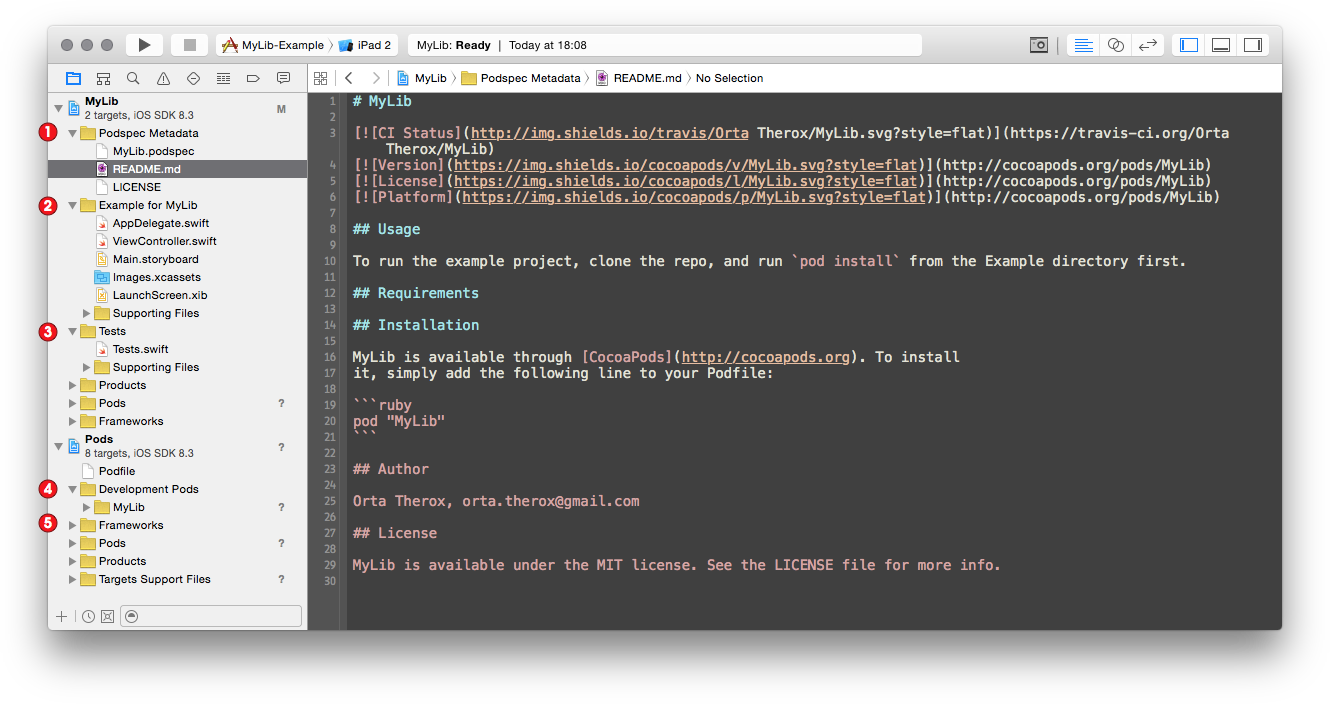 MyLib-Example 〉 iPad 2
MyLib: Ready | Today at 18:08
MyLib 〉 Podspec Metadata 〉 README.md 〉 No Selection
MyLib
2 targets, iOS SDK 8.3
M
1 Podspec Metadata
MyLib.podspec
README.md
LICENSE
2 Example for MyLib
AppDelegate.swift
ViewController.swift
Main.storyboard
Images.xcassets
LaunchScreen.xib
Supporting Files
3 Tests
Tests.swift
Supporting Files
Products
Pods ?
Frameworks
Pods
8 targets, iOS SDK 8.3
?
Podfile
4 Development Pods
MyLib ?
5 Frameworks
Pods ?
Products
Targets Support Files ?
1 # MyLib
2
3 [![CI Status](http://img.shields.io/travis/Orta Therox/MyLib.svg?style=flat)](https://travis-ci.org/Orta
Therox/MyLib)
4 [![Version](https://img.shields.io/cocoapods/v/MyLib.svg?style=flat)](http://cocoapods.org/pods/MyLib)
5 [![License](https://img.shields.io/cocoapods/l/MyLib.svg?style=flat)](http://cocoapods.org/pods/MyLib)
6 [![Platform](https://img.shields.io/cocoapods/p/MyLib.svg?style=flat)](http://cocoapods.org/pods/MyLib)
7
8 ## Usage
9
10 To run the example project, clone the repo, and run `pod install` from the Example directory first.
11
12 ## Requirements
13
14 ## Installation
15
16 MyLib is available through [CocoaPods](http://cocoapods.org). To install
17 it, simply add the following line to your Podfile:
18
19 ```ruby
20 pod "MyLib"
21 ```
22
23 ## Author
24
25 Orta Therox, orta.therox@gmail.com
26
27 ## License
28
29 MyLib is available under the MIT license. See the LICENSE file for more info.
30